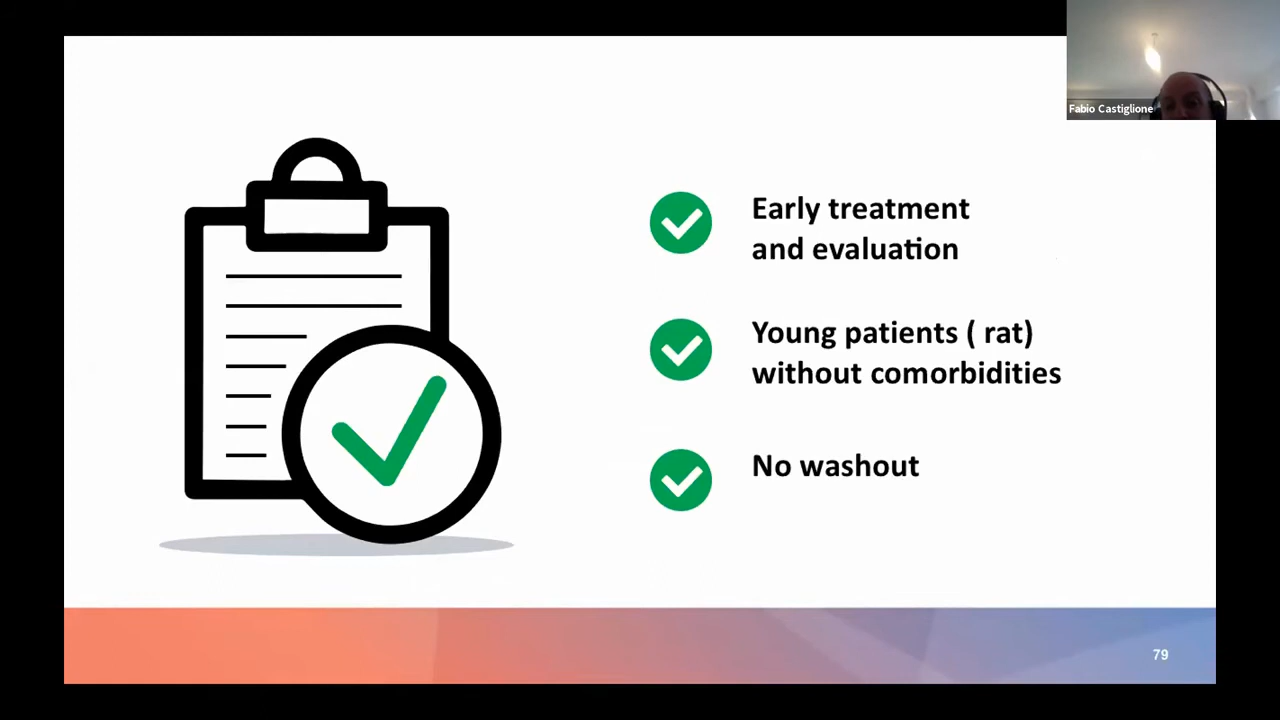 Fabio Castiglione
Early treatment
and evaluation
Young patients ( rat)
without comorbidities
No washout
79